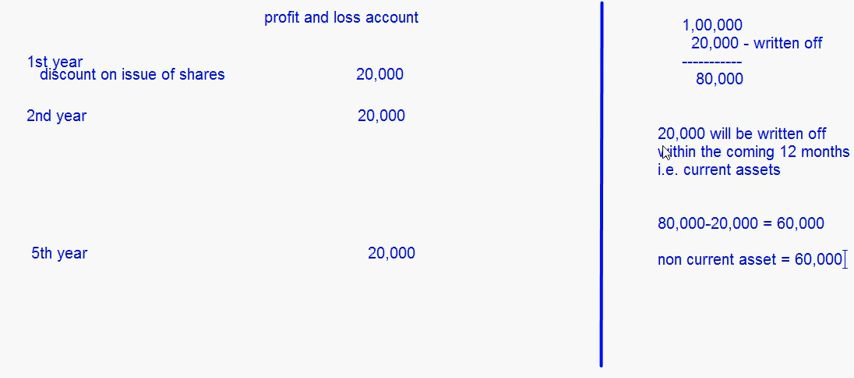 profit and loss account
1st year
discount on issue of shares 20,000
2nd year 20,000
5th year 20,000
1,00,000
20,000 - written off
-----------
80,000
20,000 will be written off
within the coming 12 months
i.e. current assets
80,000-20,000 = 60,000
non current asset = 60,000